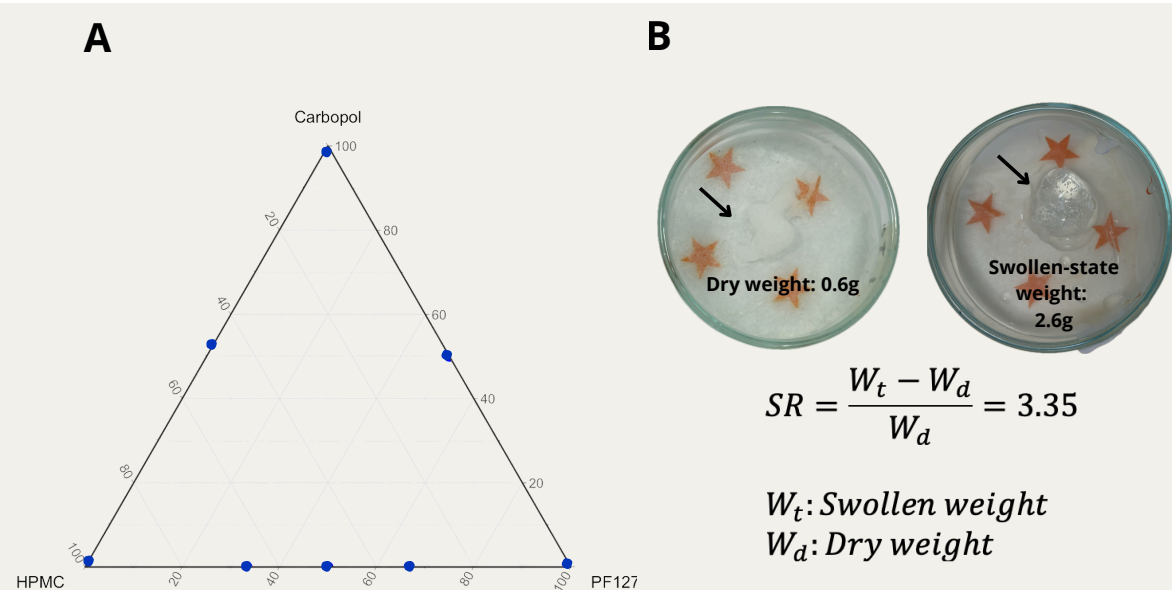 A
B
Carbopol
100
80
60
40
20
20
40
60
80
100
20
40
60
80
100
HPMC
PF127
Dry weight: 0.6g
Swollen-state
weight:
2.6g
SR = (W_t − W_d) / W_d = 3.35
W_t: Swollen weight
W_d: Dry weight